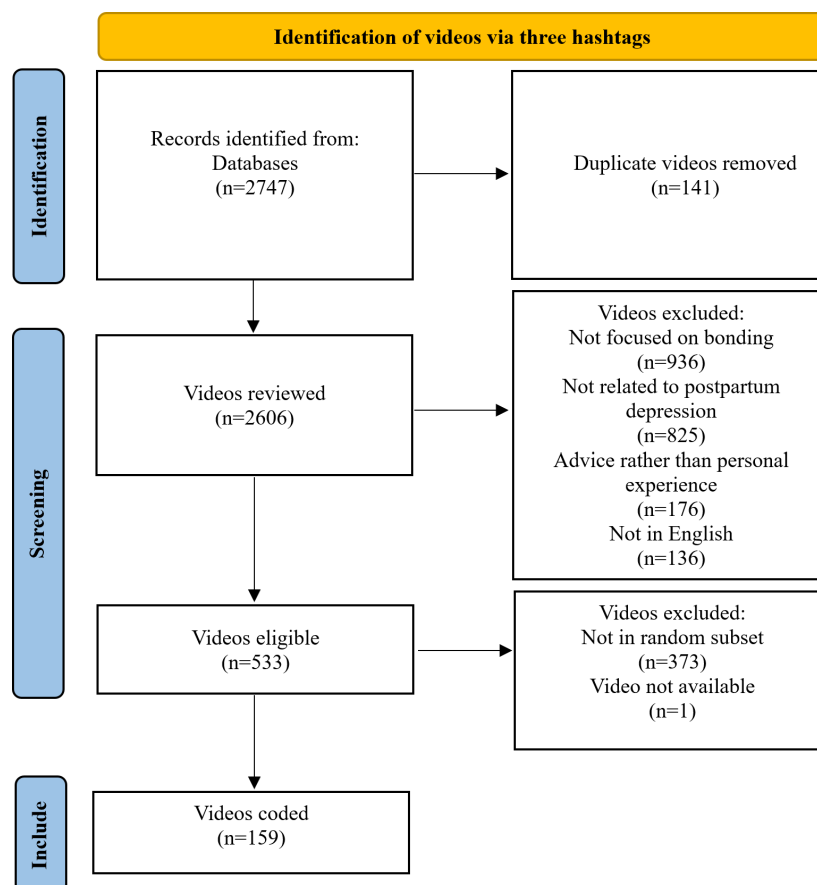 Identification of videos via three hashtags
Identification
Records identified from:
Databases
(n=2747)
Duplicate videos removed
(n=141)
Screening
Videos reviewed
(n=2606)
Videos excluded:
Not focused on bonding
(n=936)
Not related to postpartum
depression
(n=825)
Advice rather than personal
experience
(n=176)
Not in English
(n=136)
Videos eligible
(n=533)
Videos excluded:
Not in random subset
(n=373)
Video not available
(n=1)
Include
Videos coded
(n=159)